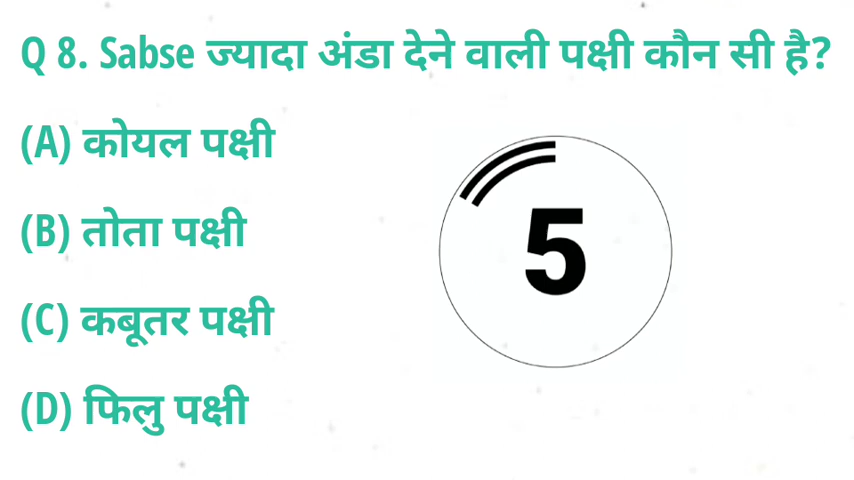 Q 8. Sabse ज्यादा अंडा देने वाली पक्षी कौन सी है?
(A) कोयल पक्षी
(B) तोता पक्षी
(C) कबूतर पक्षी
(D) फिलु पक्षी
5